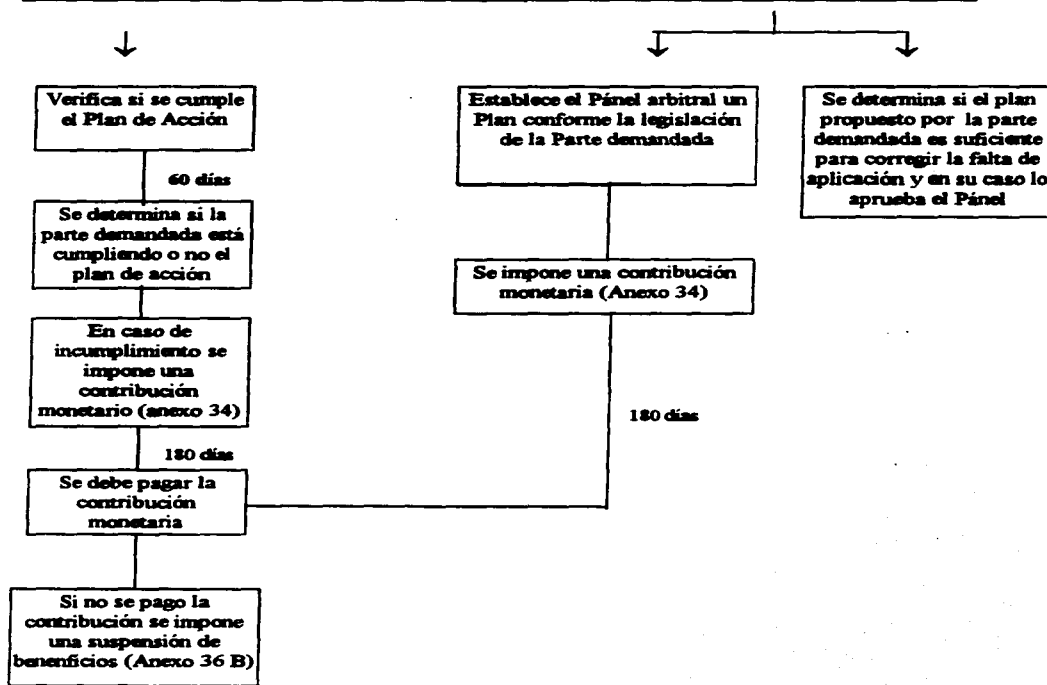 Verifica si se cumple
el Plan de Acción
60 días
Se determina si la
parte demandada está
cumpliendo o no el
plan de acción
En caso de
incumplimiento se
impone una
contribución
monetario (anexo 34)
180 días
Se debe pagar la
contribución
monetaria
Si no se pago la
contribución se impone
una suspensión de
benenficios (Anexo 36 B)
Establece el Pánel arbitral un
Plan conforme la legislación
de la Parte demandada
Se impone una contribución
monetaria (Anexo 34)
180 días
Se determina si el plan
propuesto por la parte
demandada es suficiente
para corregir la falta de
aplicación y en su caso lo
aprueba el Pánel